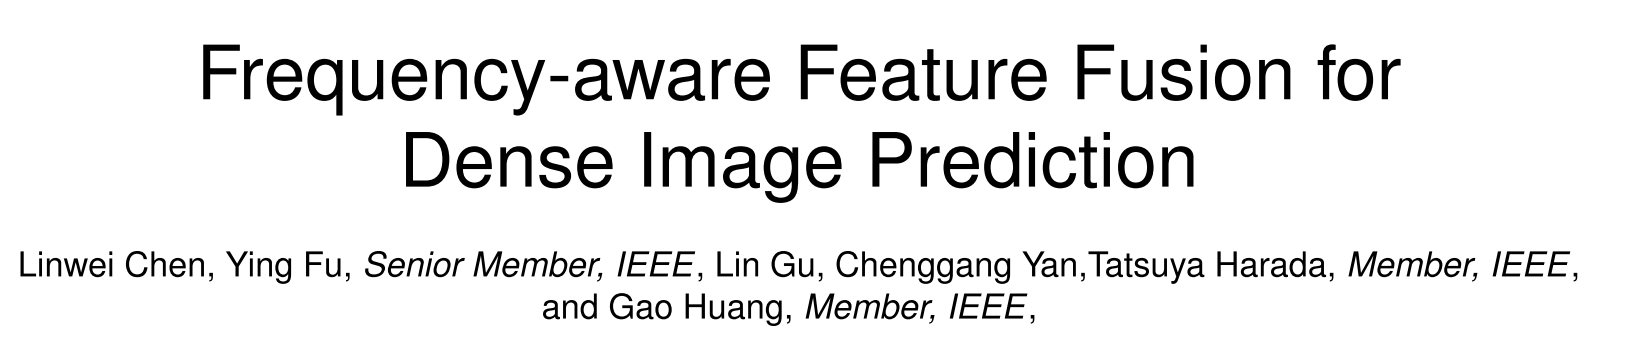 Frequency-aware Feature Fusion for
Dense Image Prediction
Linwei Chen, Ying Fu, Senior Member, IEEE, Lin Gu, Chenggang Yan,Tatsuya Harada, Member, IEEE,
and Gao Huang, Member, IEEE,